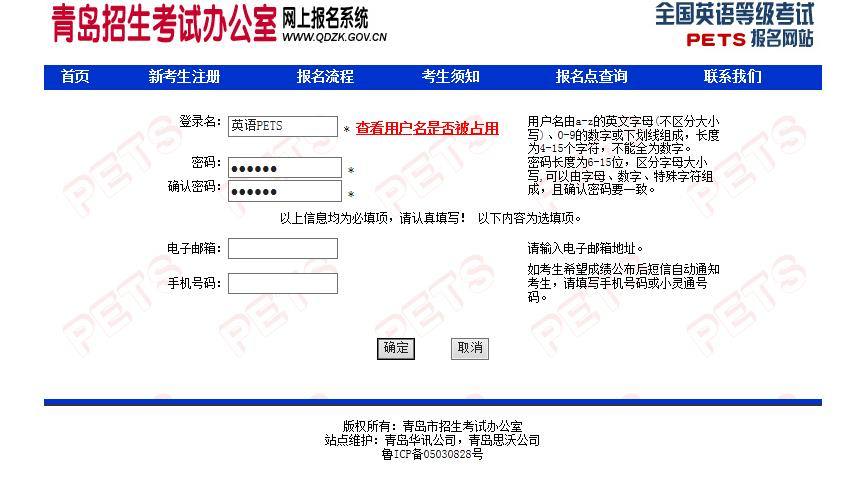 青岛招生考试办公室 网上报名系统
WWW.QDZK.GOV.CN
全国英语等级考试
PETS 报名网站
首页 新考生注册 报名流程 考生须知 报名点查询 联系我们
登录名: 英语PETS * 查看用户名是否被占用
用户名由a-z的英文字母(不区分大小
写)、0-9的数字或下划线组成，长度
为4-15个字符，不能全为数字。
密码: ●●●●●● *
确认密码: ●●●●●● *
密码长度为6-15位，区分字母大小
写,可以由字母、数字、特殊字符组
成，且确认密码要一致。
以上信息均为必填项，请认真填写！ 以下内容为选填项。
电子邮箱:
请输入电子邮箱地址。
手机号码:
如考生希望成绩公布后短信自动通知
考生，请填写手机号码或小灵通号
码。
确定 取消
版权所有: 青岛市招生考试办公室
站点维护: 青岛华讯公司，青岛思沃公司
鲁ICP备05030828号
PETS PETS PETS PETS PETS
PETS PETS PETS PETS PETS